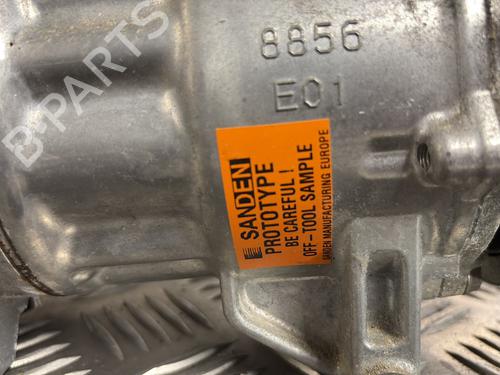 B-PARTS
8856
E01
SANDEN
PROTOTYPE
BE CAREFUL !
OFF-TOOL SAMPLE
SANDEN MANUFACTURING EUROPE